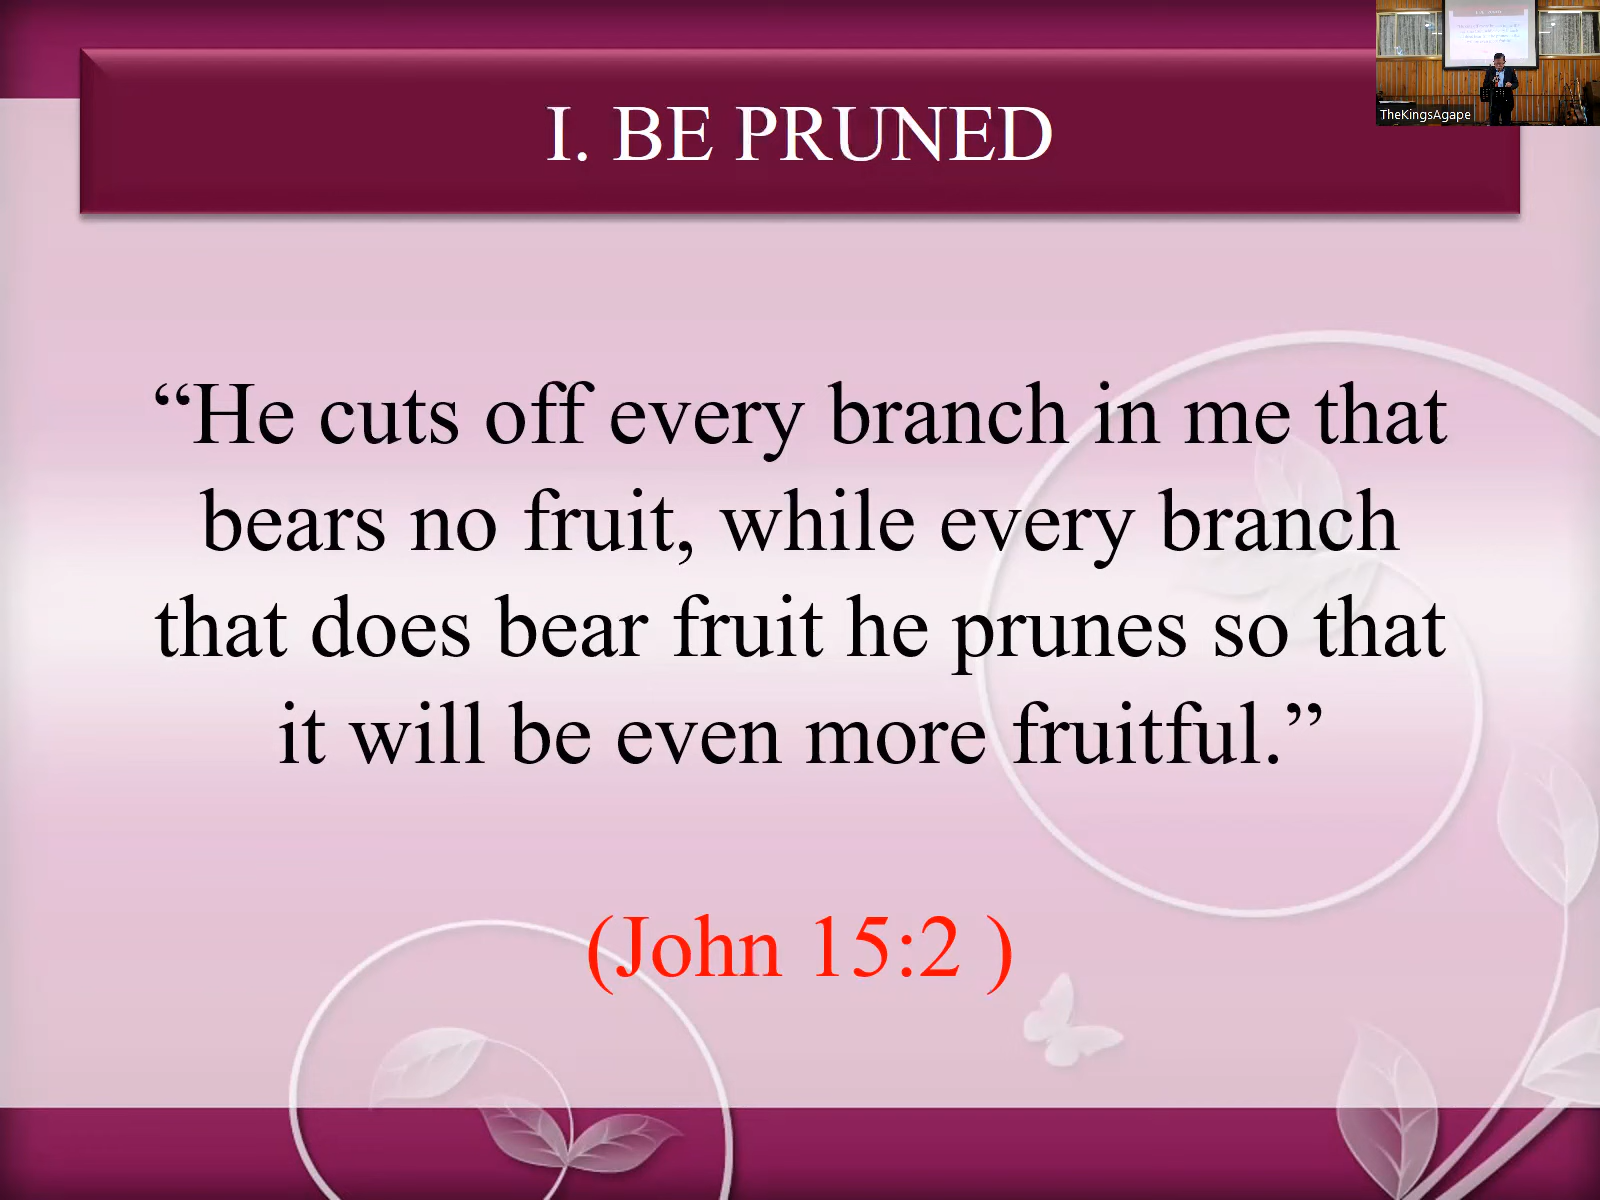 I. BE PRUNED
TheKingsAgape
“He cuts off every branch in me that
bears no fruit, while every branch
that does bear fruit he prunes so that
it will be even more fruitful.”
(John 15:2 )